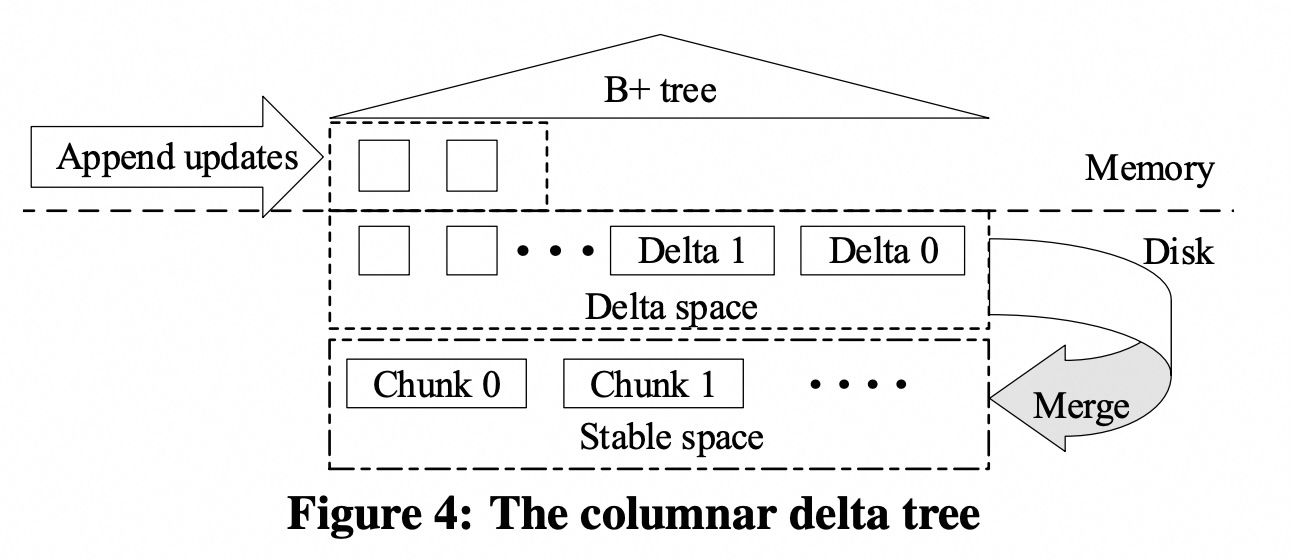 B+ tree
Append updates
Memory
Disk
Delta 1 Delta 0
Delta space
Chunk 0 Chunk 1
Merge
Stable space
Figure 4: The columnar delta tree